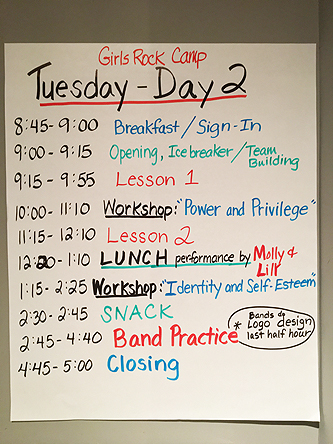 Girls Rock Camp
Tuesday - Day 2
8:45 - 9:00 Breakfast / Sign-In
9:00 - 9:15 Opening, Icebreaker / Team Building
9:15 - 9:55 Lesson 1
10:00 - 11:10 Workshop: "Power and Privilege"
11:15 - 12:10 Lesson 2
12:20 - 1:10 LUNCH performance by Molly & Lilly
1:15 - 2:25 Workshop: "Identity and Self-Esteem"
2:30 - 2:45 SNACK
2:45 - 4:40 Band Practice
* Bands do
Logo design
last half hour
4:45 - 5:00 Closing